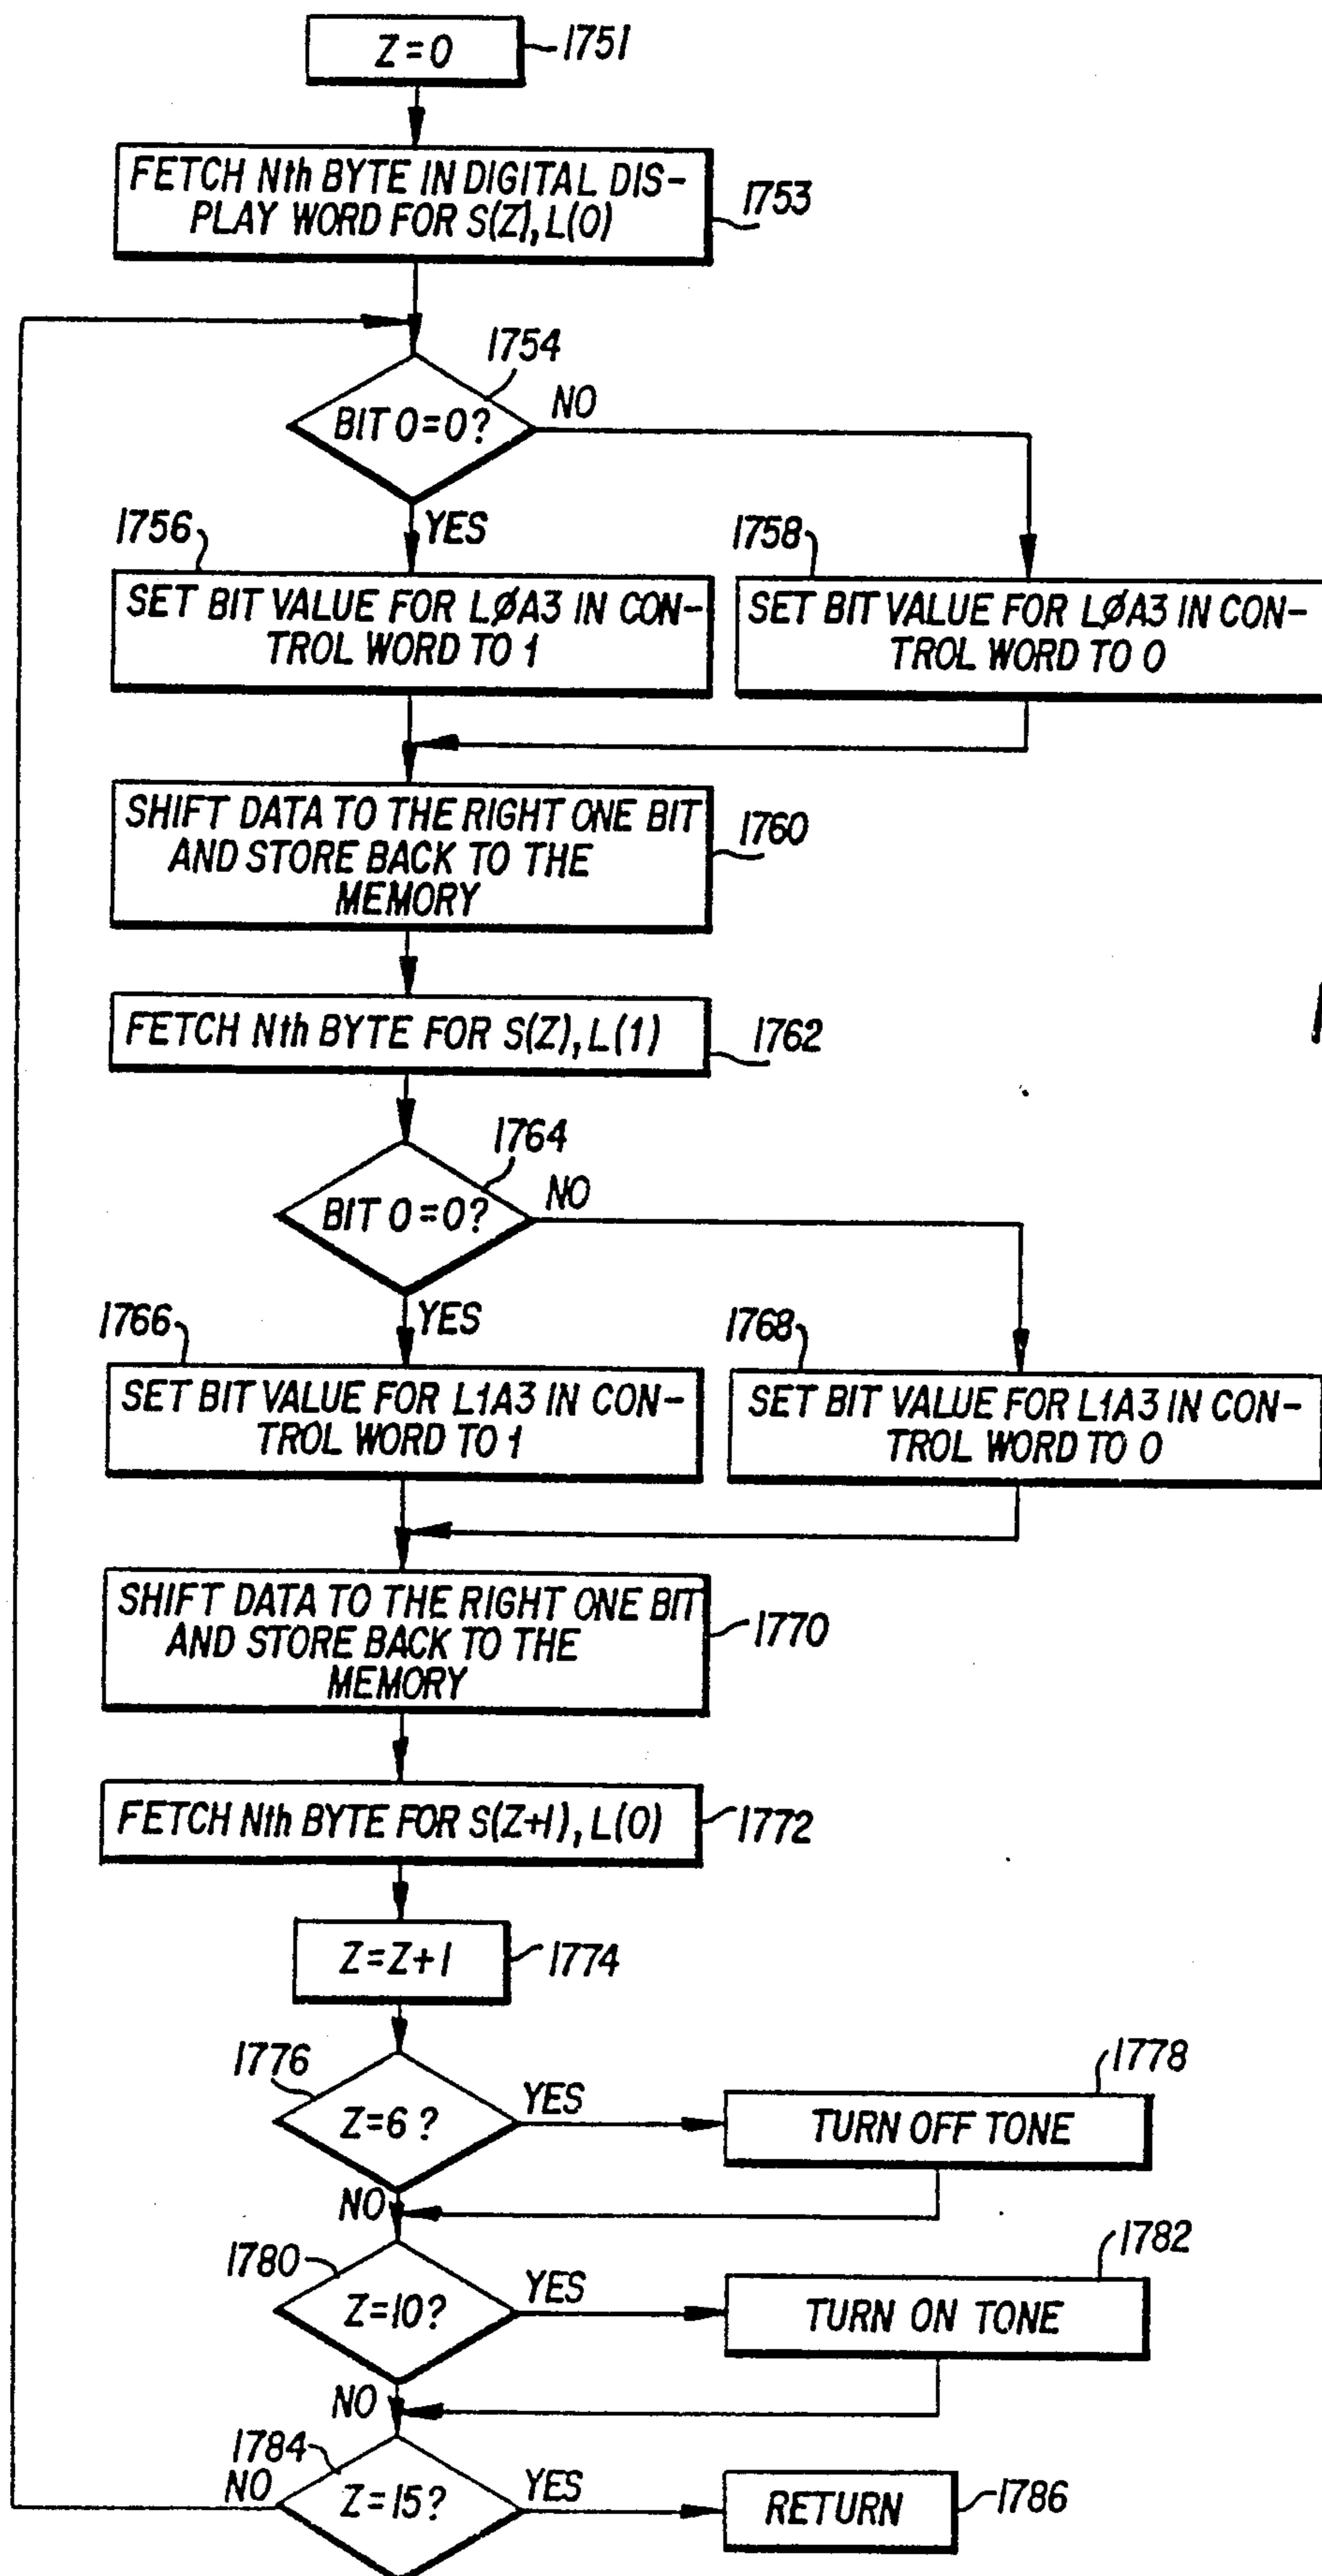 Z=0
1751
FETCH Nth BYTE IN DIGITAL DIS-
PLAY WORD FOR S(Z), L(0)
1753
1754
BIT 0=0?
NO
YES
1756
1758
SET BIT VALUE FOR LØA3 IN CON-
TROL WORD TO 1
SET BIT VALUE FOR LØA3 IN CON-
TROL WORD TO 0
SHIFT DATA TO THE RIGHT ONE BIT
AND STORE BACK TO THE
MEMORY
1760
FETCH Nth BYTE FOR S(Z), L(1)
1762
1764
BIT 0=0?
NO
YES
1766
1768
SET BIT VALUE FOR L1A3 IN CON-
TROL WORD TO 1
SET BIT VALUE FOR L1A3 IN CON-
TROL WORD TO 0
SHIFT DATA TO THE RIGHT ONE BIT
AND STORE BACK TO THE
MEMORY
1770
FETCH Nth BYTE FOR S(Z+1), L(0)
1772
Z=Z+1
1774
1776
Z=6?
YES
1778
TURN OFF TONE
NO
1780
Z=10?
YES
1782
TURN ON TONE
NO
1784
NO
Z=15?
YES
RETURN
1786